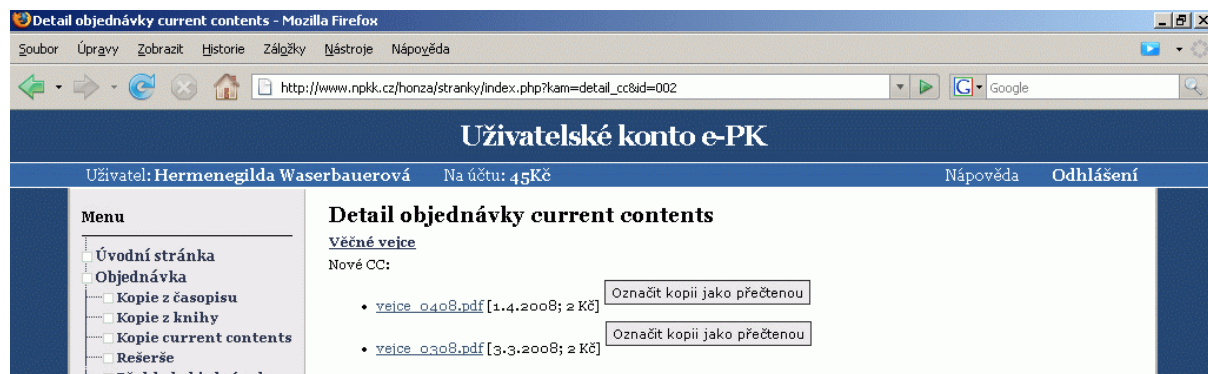 Detail objednávky current contents - Mozilla Firefox
Soubor Úpravy Zobrazit Historie Záložky Nástroje Nápověda
http://www.npkk.cz/honza/stranky/index.php?kam=detail_cc&id=002
G Google
Uživatelské konto e-PK
Uživatel: Hermenegilda Waserbauerová Na účtu: 45Kč Nápověda Odhlášení
Menu
Úvodní stránka
Objednávka
Kopie z časopisu
Kopie z knihy
Kopie current contents
Rešerše
Detail objednávky current contents
Věčné vejce
Nové CC:
• vejce_0408.pdf [1.4.2008; 2 Kč] Označit kopii jako přečtenou
• vejce_0308.pdf [3.3.2008; 2 Kč] Označit kopii jako přečtenou